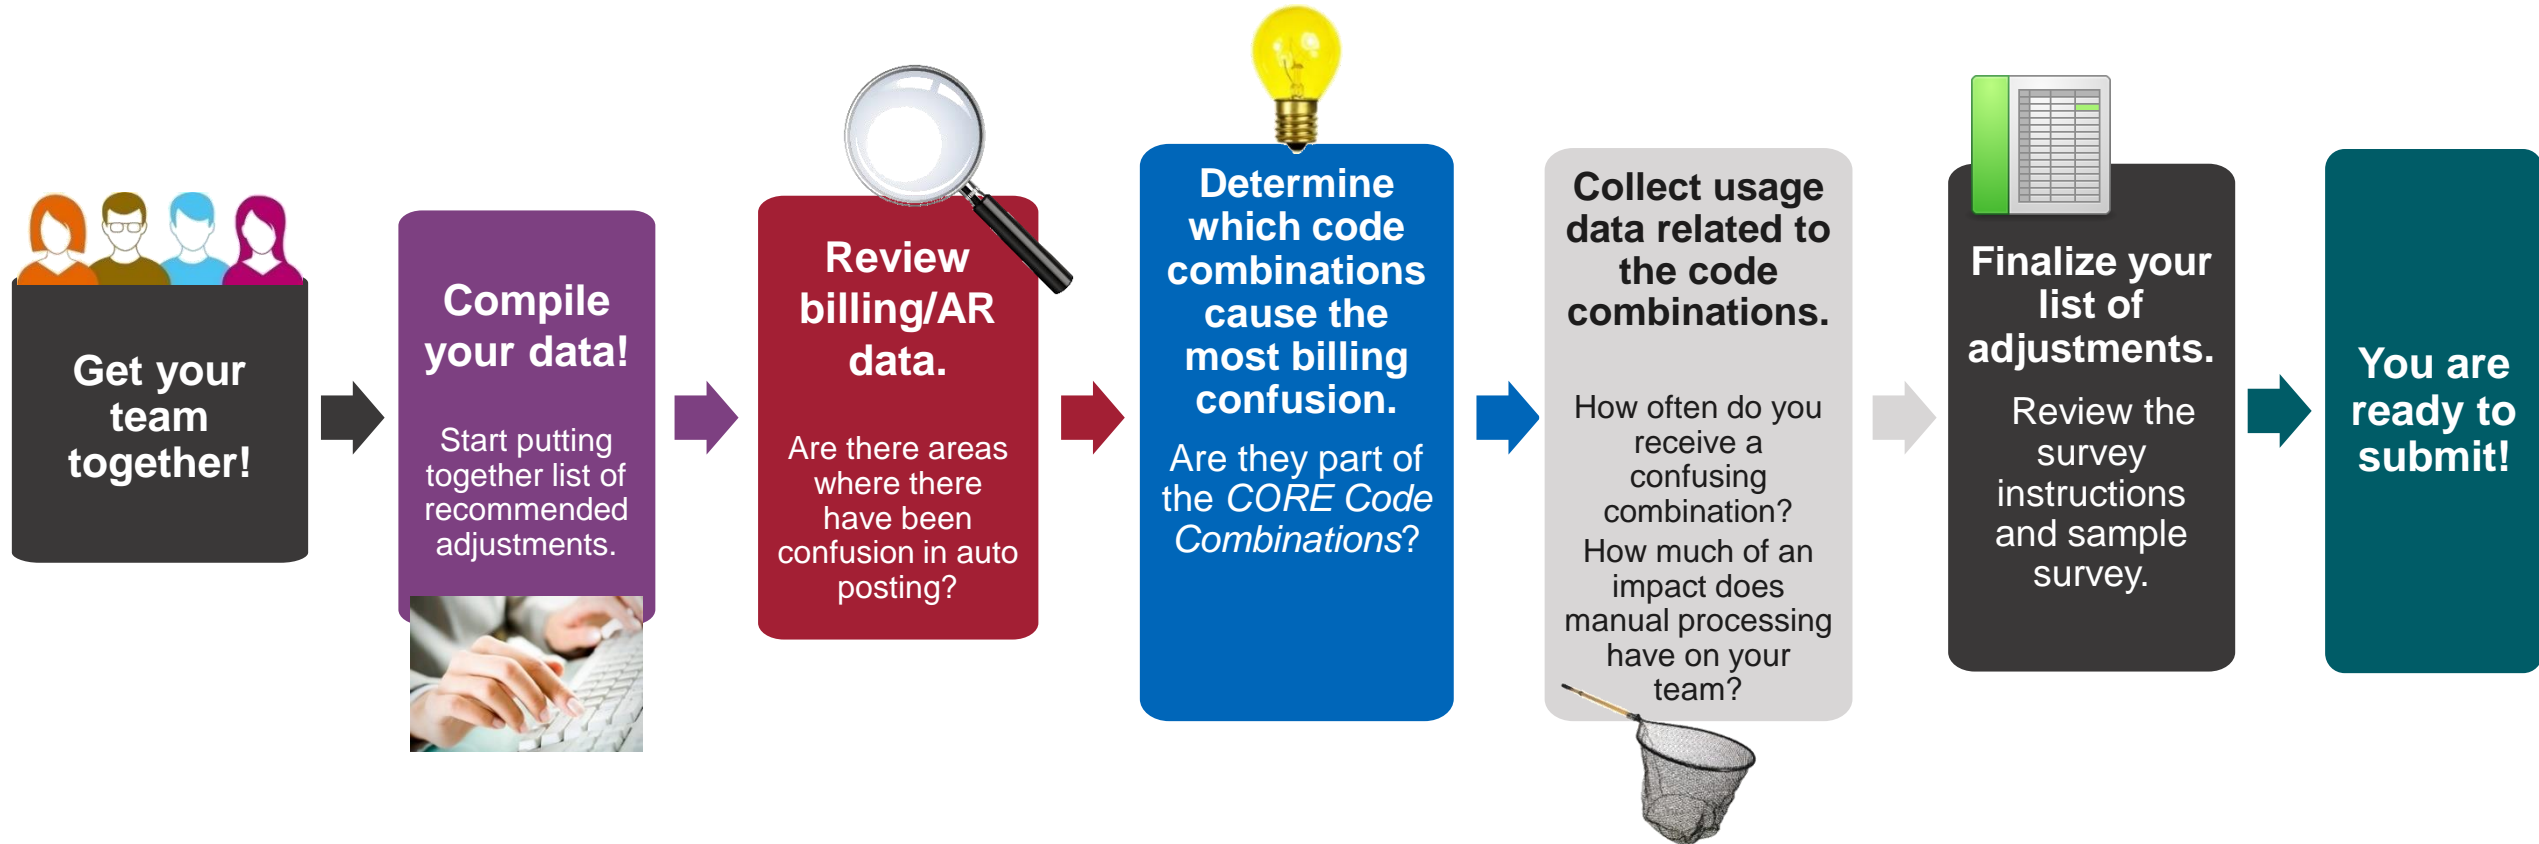 Get your
team
together!
Compile
your data!
Start putting
together list of
recommended
adjustments.
Review
billing/AR
data.
Are there areas
where there
have been
confusion in auto
posting?
Determine
which code
combinations
cause the
most billing
confusion.
Are they part of
the CORE Code
Combinations?
Collect usage
data related to
the code
combinations.
How often do you
receive a
confusing
combination?
How much of an
impact does
manual processing
have on your
team?
Finalize your
list of
adjustments.
Review the
survey
instructions
and sample
survey.
You are
ready to
submit!